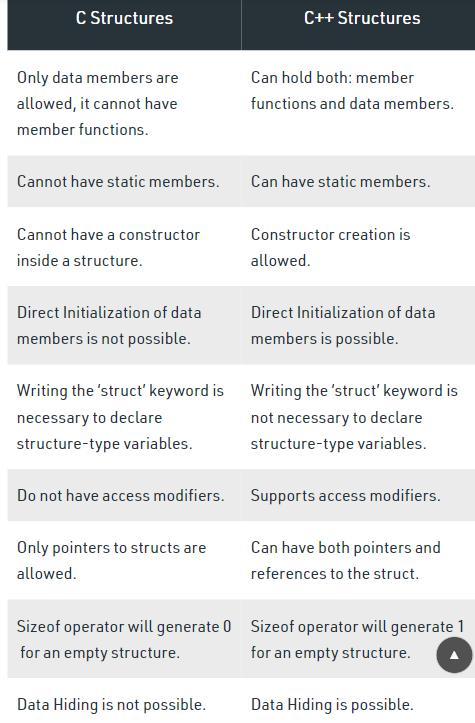 C Structures
C++ Structures
Only data members are
allowed, it cannot have
member functions.
Can hold both: member
functions and data members.
Cannot have static members.
Can have static members.
Cannot have a constructor
inside a structure.
Constructor creation is
allowed.
Direct Initialization of data
members is not possible.
Direct Initialization of data
members is possible.
Writing the ‘struct’ keyword is
necessary to declare
structure-type variables.
Writing the ‘struct’ keyword is
not necessary to declare
structure-type variables.
Do not have access modifiers.
Supports access modifiers.
Only pointers to structs are
allowed.
Can have both pointers and
references to the struct.
Sizeof operator will generate 0
for an empty structure.
Sizeof operator will generate 1
for an empty structure.
Data Hiding is not possible.
Data Hiding is possible.